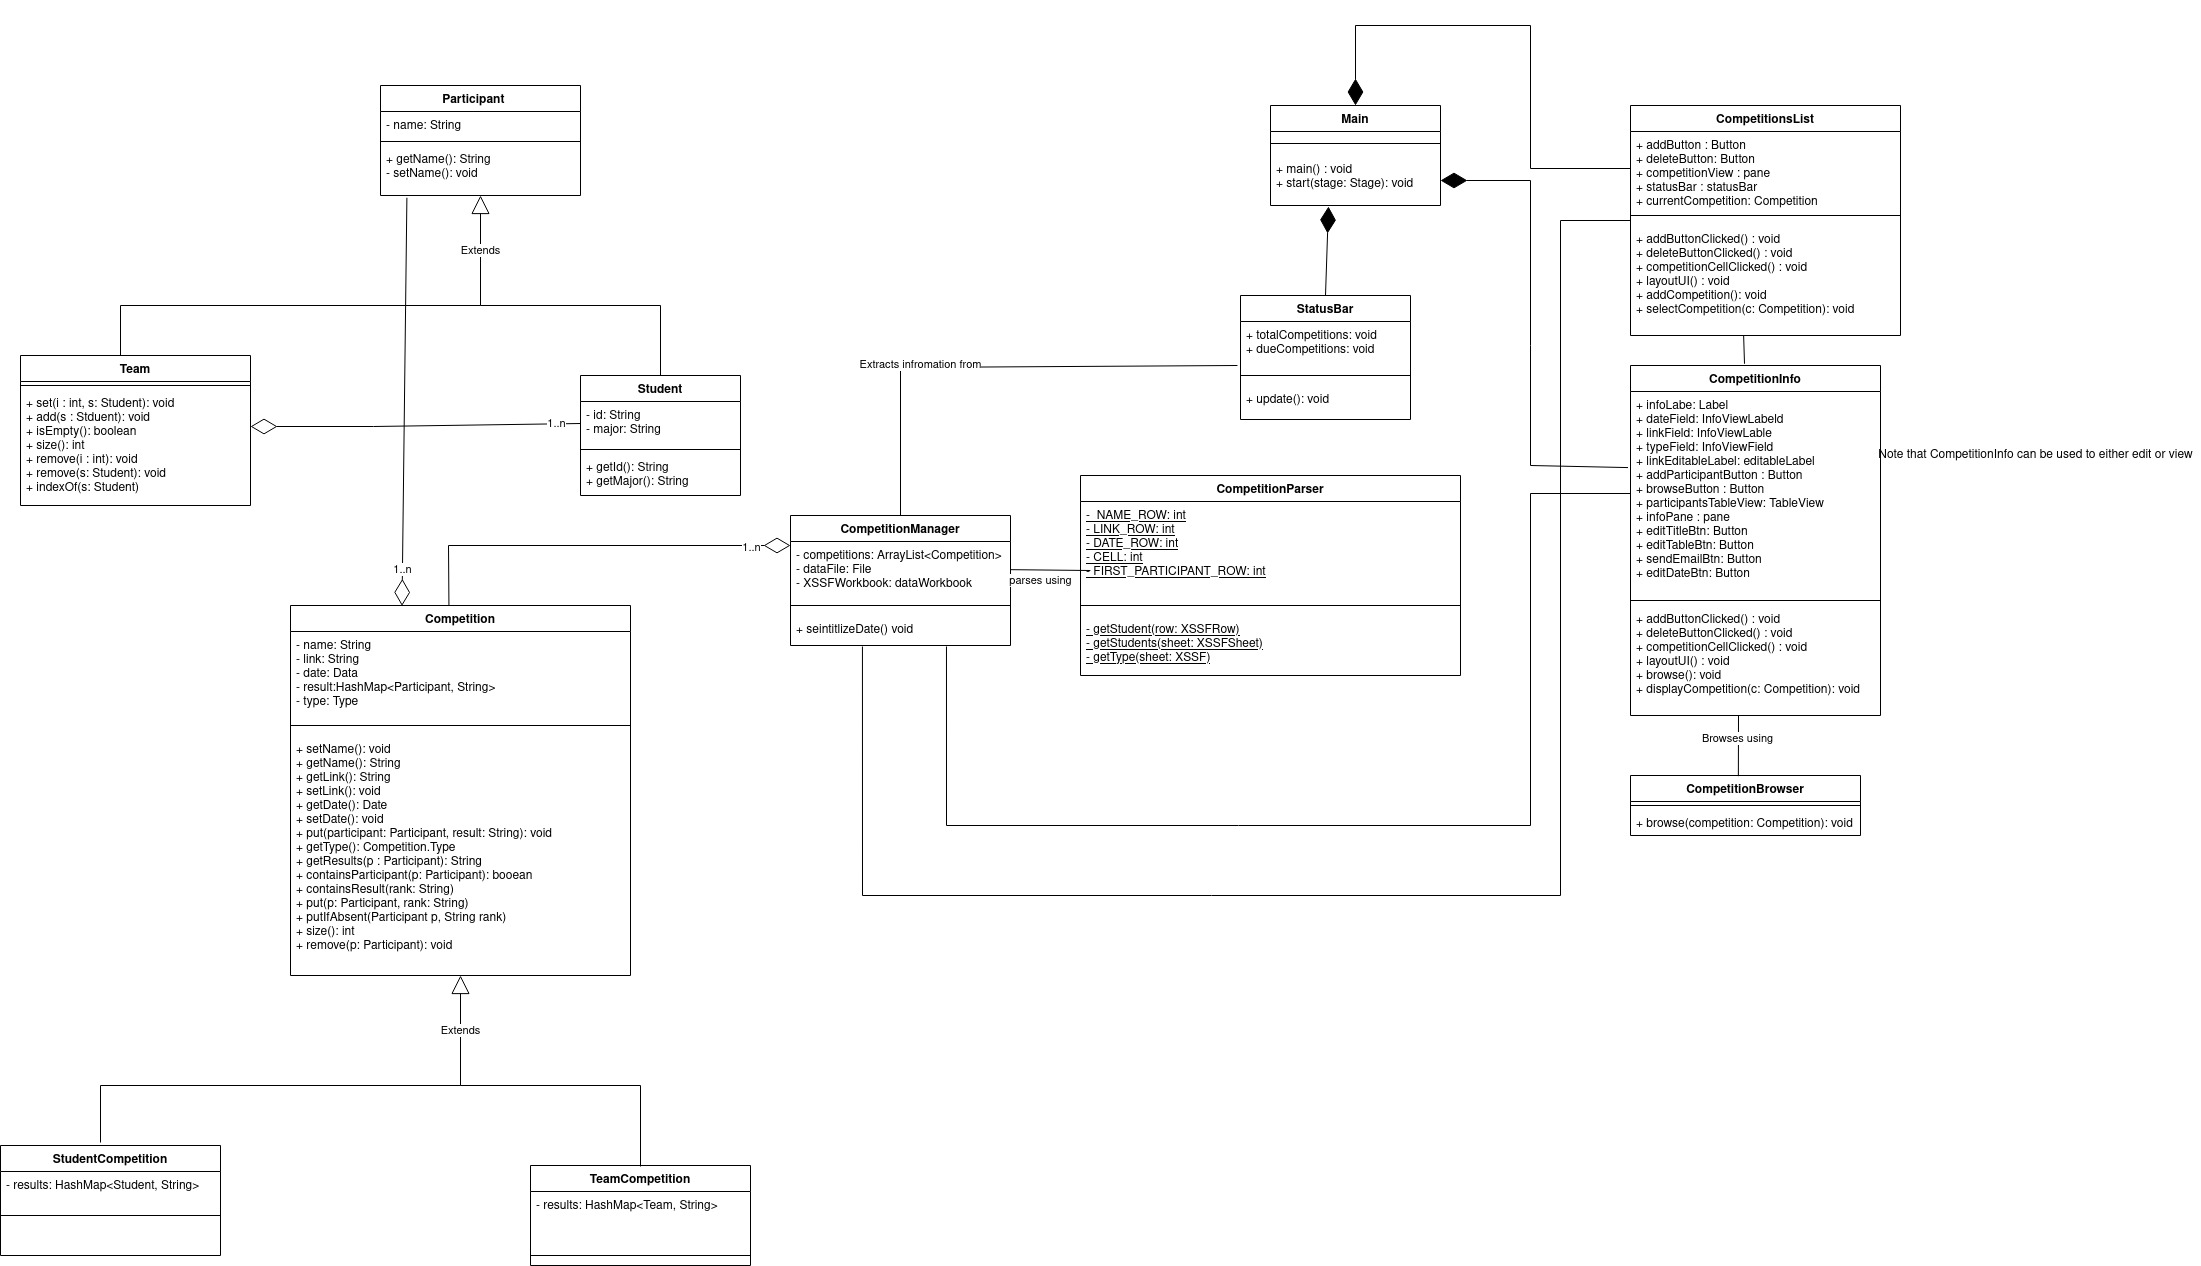 Participant
- name: String
+ getName(): String
- setName(): void
Extends
Team
+ set(i : int, s: Student): void
+ add(s : Stduent): void
+ isEmpty(): boolean
+ size(): int
+ remove(i : int): void
+ remove(s: Student): void
+ indexOf(s: Student)
1..n
Student
- id: String
- major: String
+ getId(): String
+ getMajor(): String
1..n
Competition
- name: String
- link: String
- date: Data
- result:HashMap<Participant, String>
- type: Type
+ setName(): void
+ getName(): String
+ getLink(): String
+ setLink(): void
+ getDate(): Date
+ setDate(): void
+ put(participant: Participant, result: String): void
+ getType(): Competition.Type
+ getResults(p : Participant): String
+ containsParticipant(p: Participant): booean
+ containsResult(rank: String)
+ put(p: Participant, rank: String)
+ putIfAbsent(Participant p, String rank)
+ size(): int
+ remove(p: Participant): void
Extends
StudentCompetition
- results: HashMap<Student, String>
TeamCompetition
- results: HashMap<Team, String>
1..n
CompetitionManager
- competitions: ArrayList<Competition>
- dataFile: File
- XSSFWorkbook: dataWorkbook
+ seintitlizeDate() void
Extracts infromation from
parses using
CompetitionParser
- NAME_ROW: int
- LINK_ROW: int
- DATE_ROW: int
- CELL: int
- FIRST_PARTICIPANT_ROW: int
- getStudent(row: XSSFRow)
- getStudents(sheet: XSSFSheet)
- getType(sheet: XSSF)
Main
+ main() : void
+ start(stage: Stage): void
StatusBar
+ totalCompetitions: void
+ dueCompetitions: void
+ update(): void
CompetitionsList
+ addButton : Button
+ deleteButton: Button
+ competitionView : pane
+ statusBar : statusBar
+ currentCompetition: Competition
+ addButtonClicked() : void
+ deleteButtonClicked() : void
+ competitionCellClicked() : void
+ layoutUI() : void
+ addCompetition(): void
+ selectCompetition(c: Competition): void
CompetitionInfo
+ infoLabe: Label
+ dateField: InfoViewLabeld
+ linkField: InfoViewLable
+ typeField: InfoViewField
+ linkEditableLabel: editableLabel
+ addParticipantButton : Button
+ browseButton : Button
+ participantsTableView: TableView
+ infoPane : pane
+ editTitleBtn: Button
+ editTableBtn: Button
+ sendEmailBtn: Button
+ editDateBtn: Button
+ addButtonClicked() : void
+ deleteButtonClicked() : void
+ competitionCellClicked() : void
+ layoutUI() : void
+ browse(): void
+ displayCompetition(c: Competition): void
Note that CompetitionInfo can be used to either edit or view
Browses using
CompetitionBrowser
+ browse(competition: Competition): void